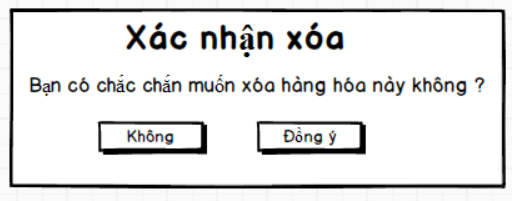 Xác nhận xóa
Bạn có chắc chắn muốn xóa hàng hóa này không ?
Không Đồng ý